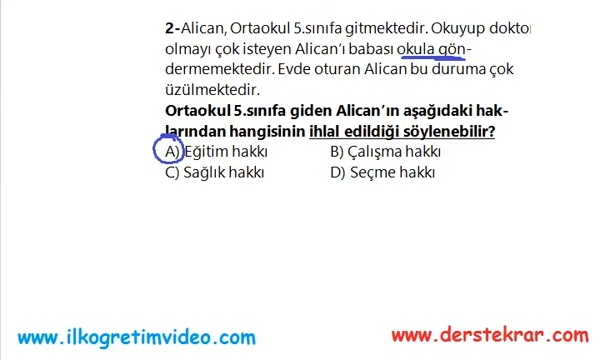 2-Alican, Ortaokul 5.sınıfa gitmektedir. Okuyup dokto
olmayı çok isteyen Alican'ı babası okula gön-
dermemektedir. Evde oturan Alican bu duruma çok
üzülmektedir.
Ortaokul 5.sınıfa giden Alican'ın aşağıdaki hak-
larından hangisinin ihlal edildiği söylenebilir?
A) Eğitim hakkı B) Çalışma hakkı
C) Sağlık hakkı D) Seçme hakkı
www.ilkogretimvideo.com www.derstekrar.com